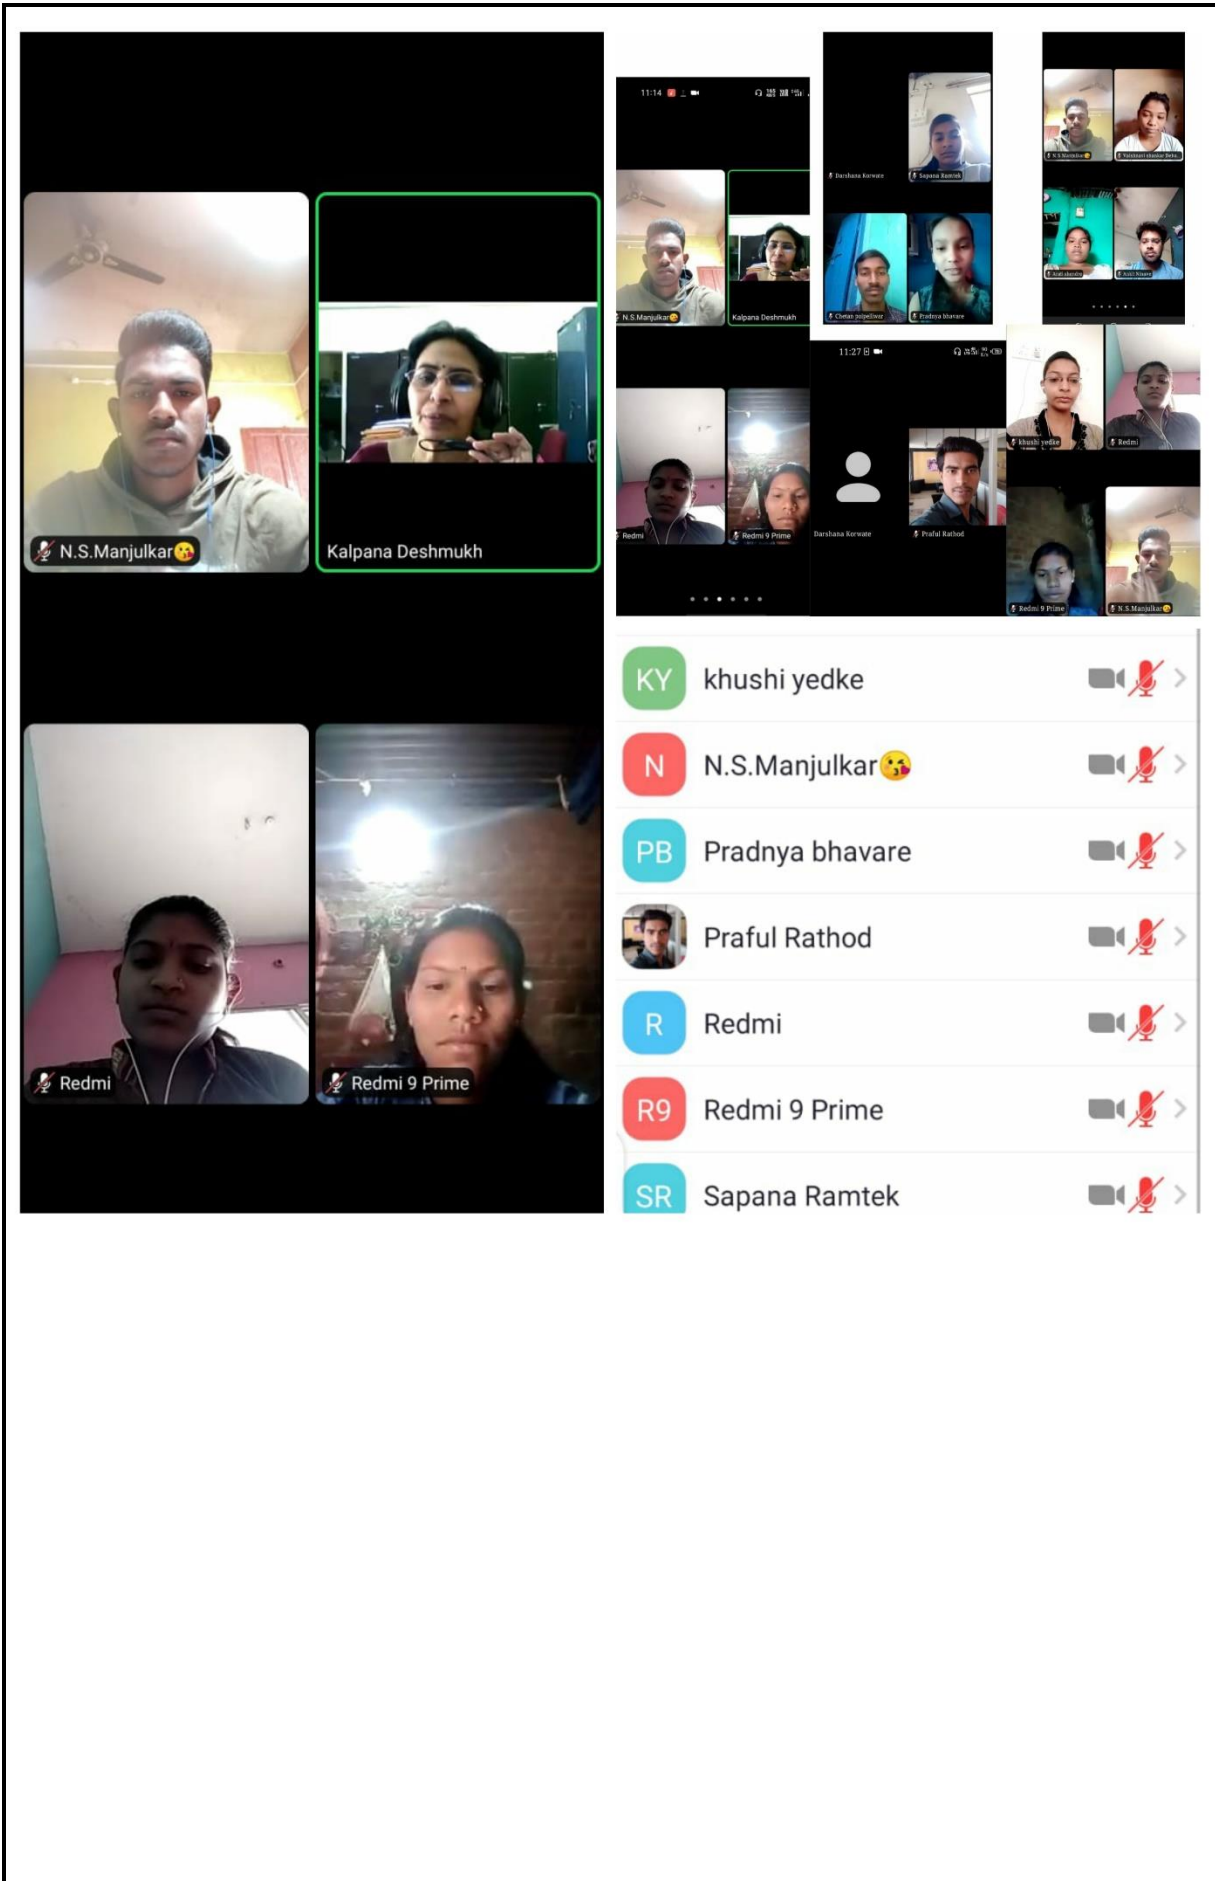 N.S.Manjulkar😘
Kalpana Deshmukh
Redmi
Redmi 9 Prime
11:14
N.S.Manjulkar😘
Kalpana Deshmukh
Redmi
Redmi 9 Prime
Darshana Korwate
Sapana Ramtek
Chetan
Pradnya bhavare
N.S.Manjulkar😘
11:27
Darshana Korwate
Praful Rathod
khushi yedke
Redmi
Redmi 9 Prime
N.S.Manjulkar😘
KY khushi yedke
N N.S.Manjulkar😘
PB Pradnya bhavare
Praful Rathod
R Redmi
R9 Redmi 9 Prime
SR Sapana Ramtek